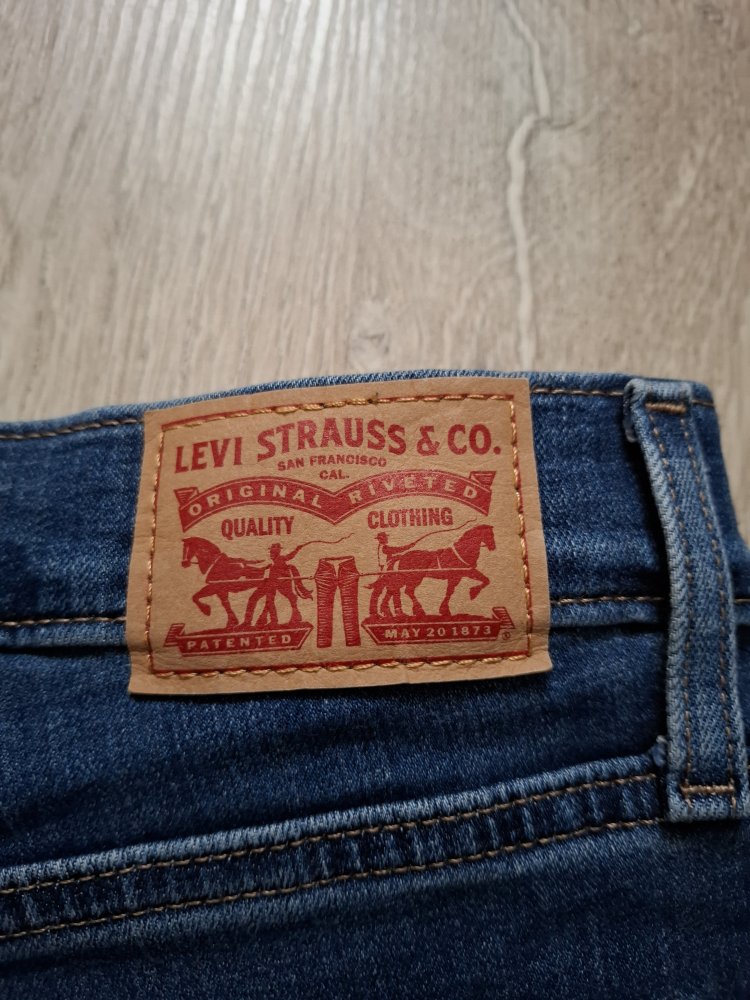 LEVI STRAUSS & CO.
SAN FRANCISCO
CAL.
ORIGINAL RIVETED
QUALITY CLOTHING
PATENTED MAY 20 1873